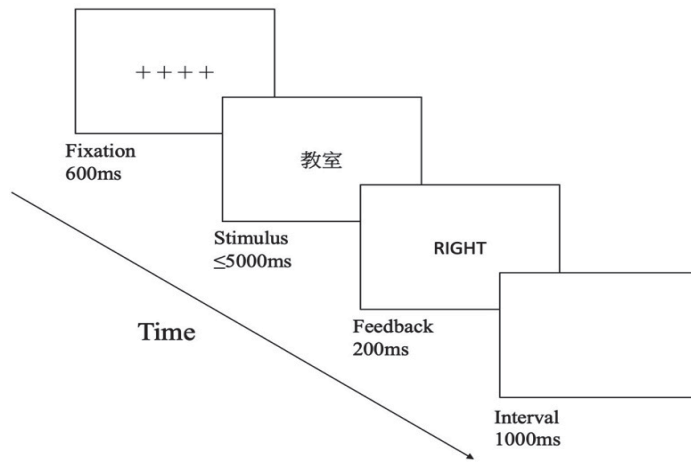 ++++
Fixation
600ms
教室
Stimulus
≤5000ms
RIGHT
Feedback
200ms
Time
Interval
1000ms